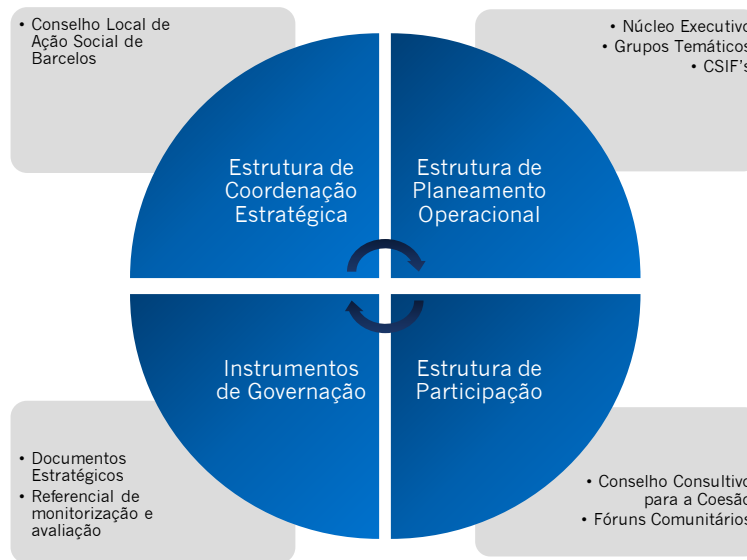 • Conselho Local de
Ação Social de
Barcelos
• Núcleo Executivo
• Grupos Temáticos
• CSIF's
Estrutura de
Coordenação
Estratégica
Estrutura de
Planeamento
Operacional
Instrumentos
de Governação
Estrutura de
Participação
• Documentos
Estratégicos
• Referencial de
monitorização e
avaliação
• Conselho Consultivo
para a Coesão
• Fóruns Comunitários